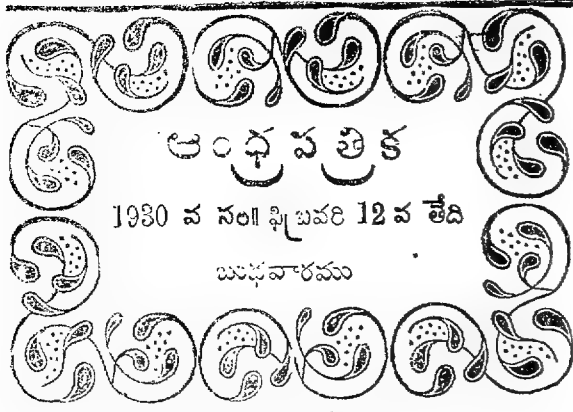 ఆంధ్రపత్రిక
1930 వ సం॥ ఫిబ్రవరి 12 వ తేది
బుధవారము